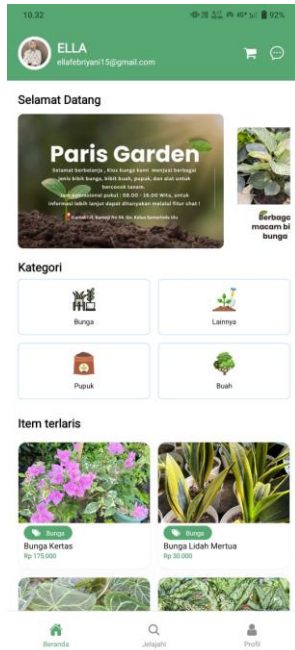 10.32
92%
ELLA
ellafebriyani15@gmail.com
Selamat Datang
Paris Garden
Selamat berbelanja , Kios bunga kami menjual berbagai
jenis bibit bunga, bibit buah, pupuk, dan alat untuk
bercocok tanam.
Jam operasional pukul : 08.00 - 18.00 Wita, untuk
informasi lebih lanjut dapat ditanyakan melalui fitur chat !
Berbaga
macam bi
bunga
Kategori
Bunga
Lainnya
Pupuk
Buah
Item terlaris
Bunga
Bunga Kertas
Rp 175.000
Bunga
Bunga Lidah Mertua
Rp 30.000
Beranda
Jelajahi
Profil